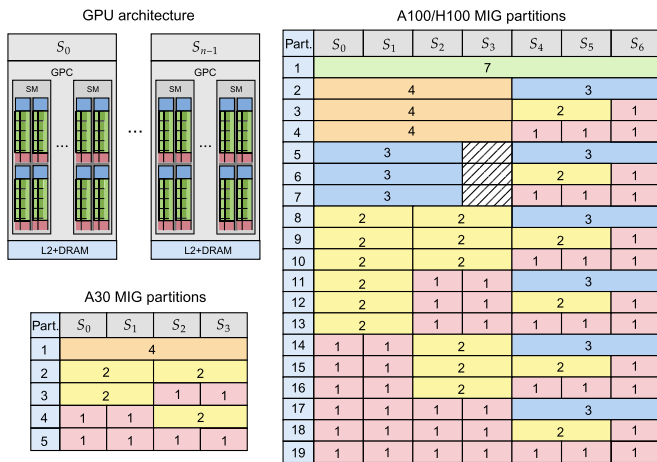 GPU architecture
S0 Sn−1
GPC GPC
SM SM SM SM
... ... ...
... ...
L2+DRAM L2+DRAM
A30 MIG partitions
Part. S0 S1 S2 S3
1 4
2 2 2
3 2 1 1
4 1 1 2
5 1 1 1 1
A100/H100 MIG partitions
Part. S0 S1 S2 S3 S4 S5 S6
1 7
2 4 3
3 4 2 1
4 4 1 1 1
5 3 3
6 3 2 1
7 3 1 1 1
8 2 2 3
9 2 2 2 1
10 2 2 1 1 1
11 2 1 1 3
12 2 1 1 2 1
13 2 1 1 1 1 1
14 1 1 2 3
15 1 1 2 2 1
16 1 1 2 1 1 1
17 1 1 1 1 3
18 1 1 1 1 2 1
19 1 1 1 1 1 1 1